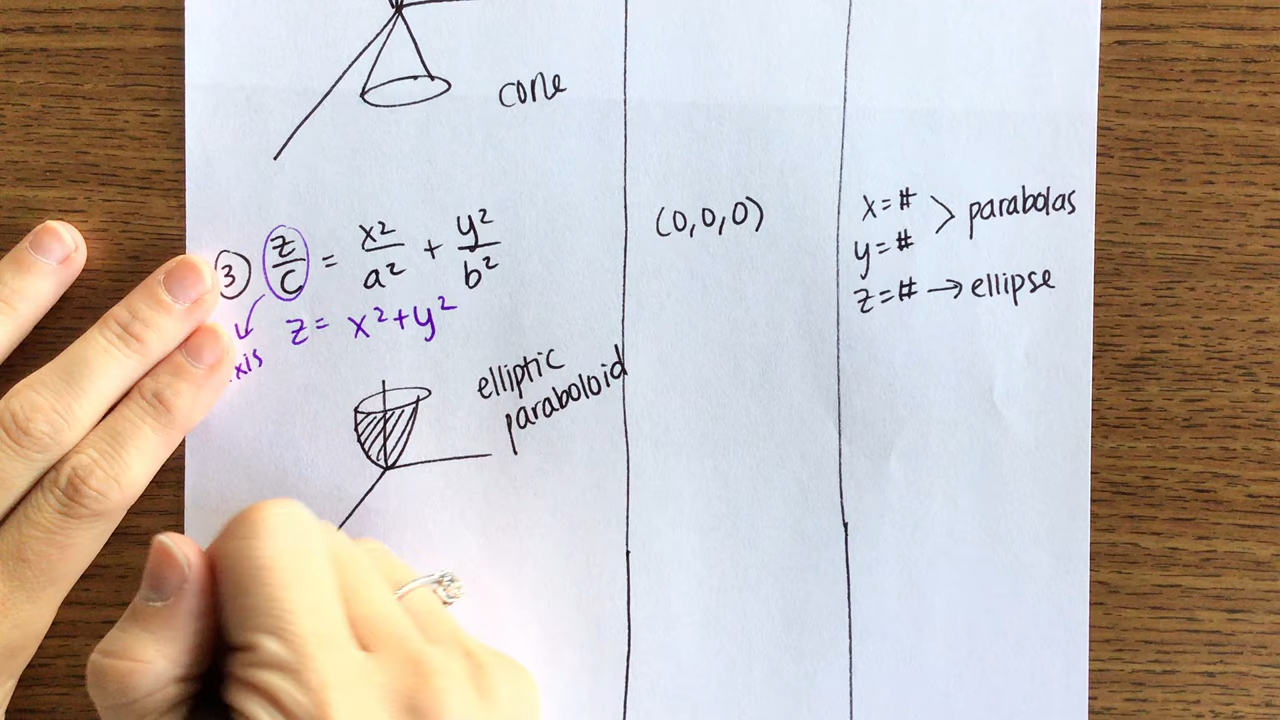 cone
③ z/c = x²/a² + y²/b²
z = x²+y²
elliptic
paraboloid
(0,0,0)
x=# > parabolas
y=#
z=# → ellipse